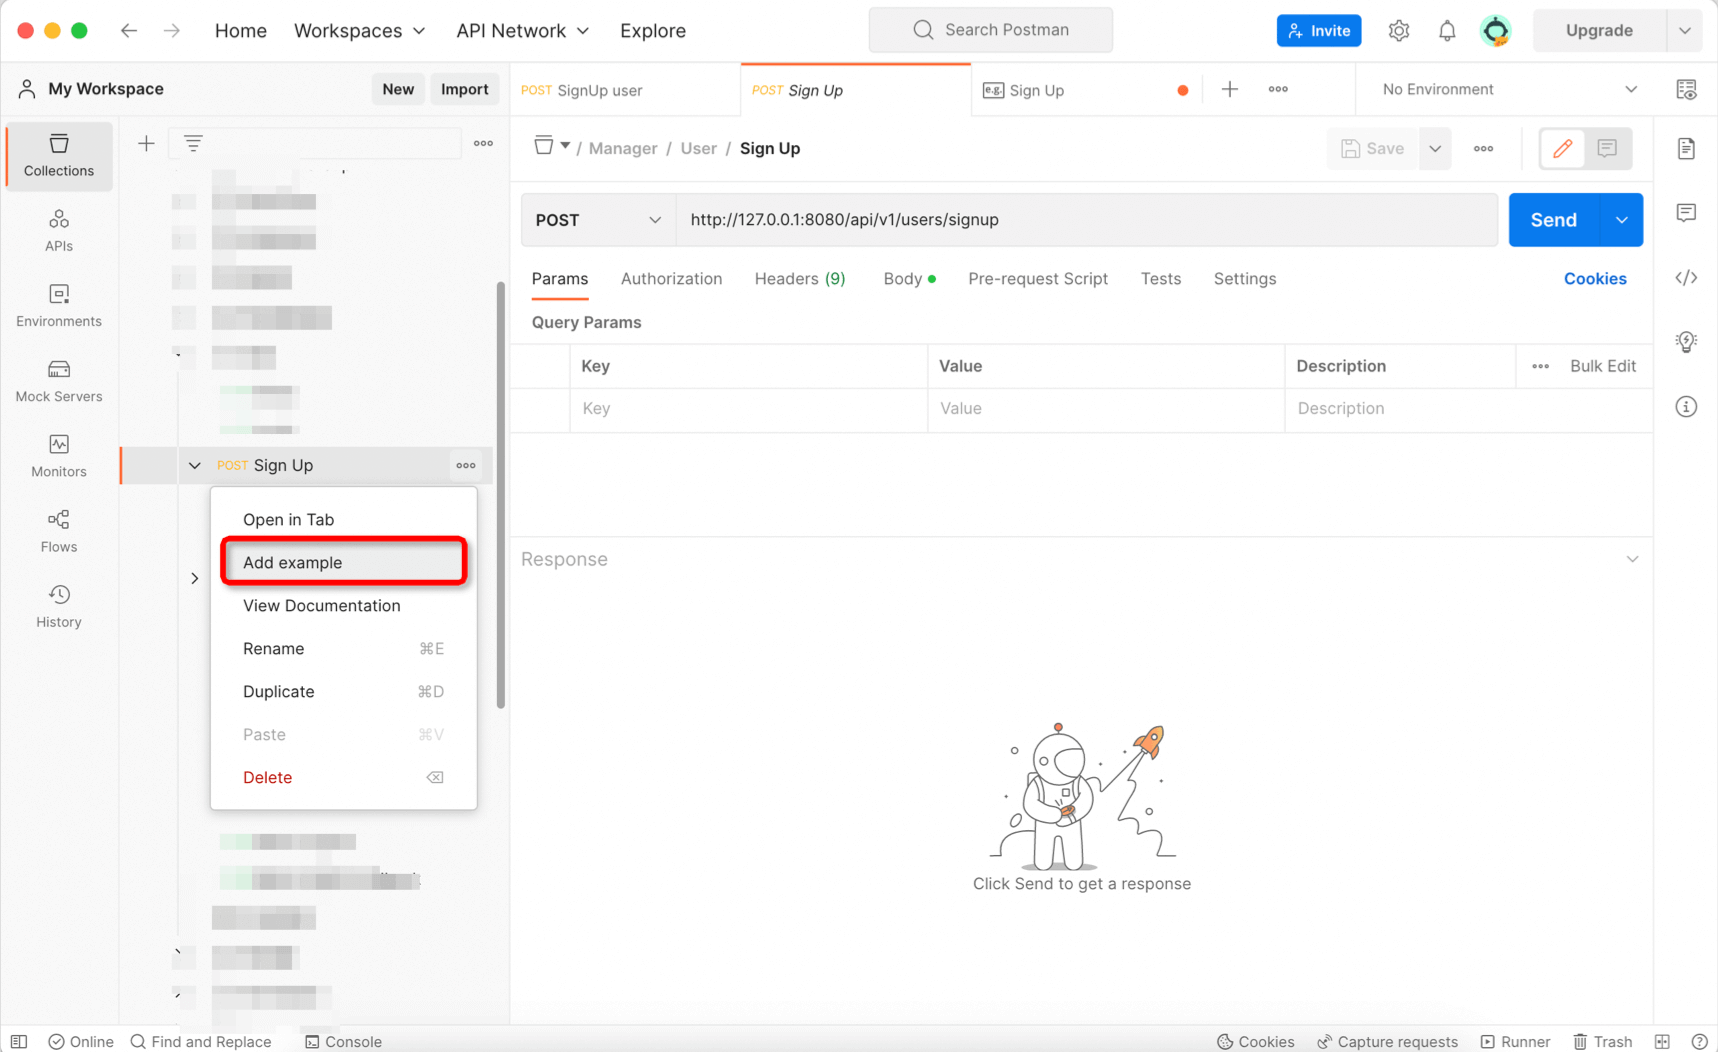 Home Workspaces API Network Explore Search Postman Invite Upgrade
My Workspace New Import POST SignUp user POST Sign Up e.g. Sign Up No Environment
Collections
APIs
Environments
Mock Servers
Monitors
Flows
History
POST Sign Up
Open in Tab
Add example
View Documentation
Rename ⌘E
Duplicate ⌘D
Paste ⌘V
Delete ⌫
/ Manager / User / Sign Up Save
POST http://127.0.0.1:8080/api/v1/users/signup Send
Params Authorization Headers (9) Body Pre-request Script Tests Settings Cookies
Query Params
Key Value Description Bulk Edit
Key Value Description
Response
Click Send to get a response
Online Find and Replace Console Cookies Capture requests Runner Trash